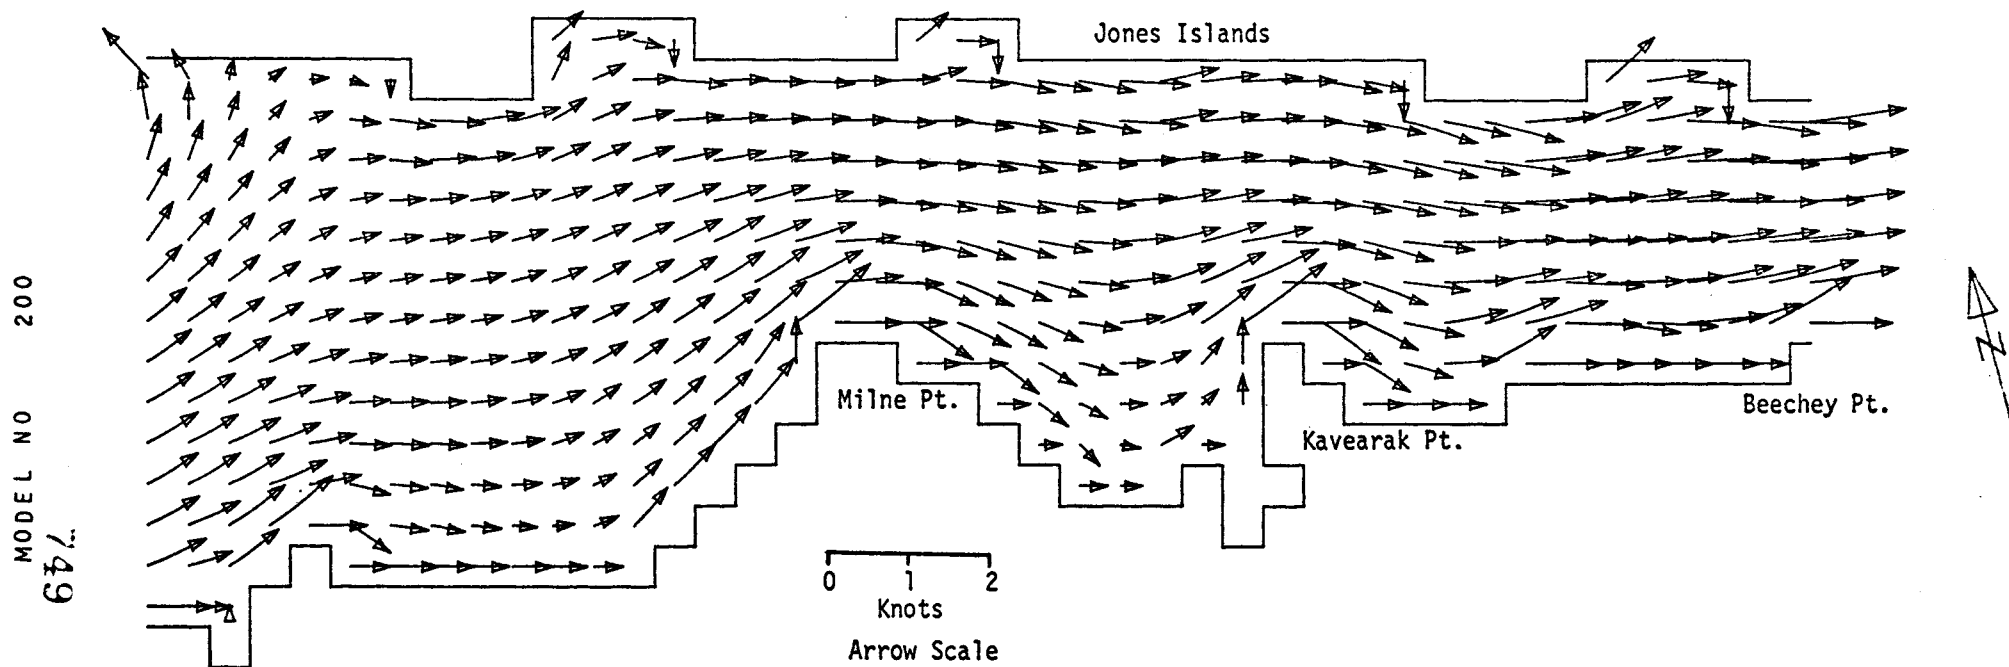 Jones Islands
MODEL NO 200
749
Milne Pt.
Kavearak Pt.
Beechey Pt.
N
0 1 2
Knots
Arrow Scale